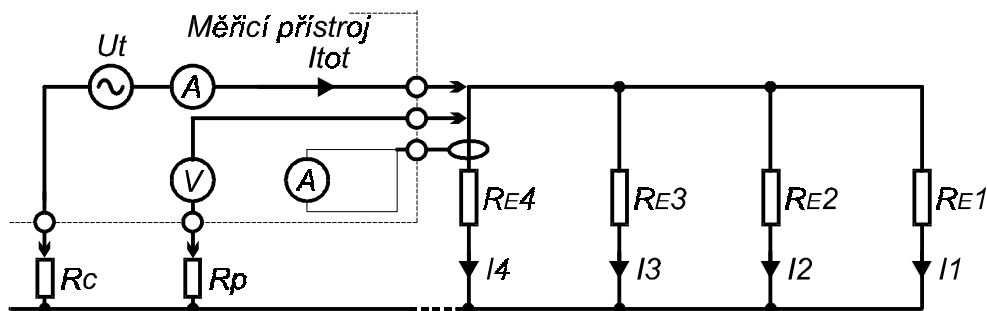 Měřicí přístroj
Ut
Itot
A
V
A
RE4
RE3
RE2
RE1
Rc
Rp
I4
I3
I2
I1